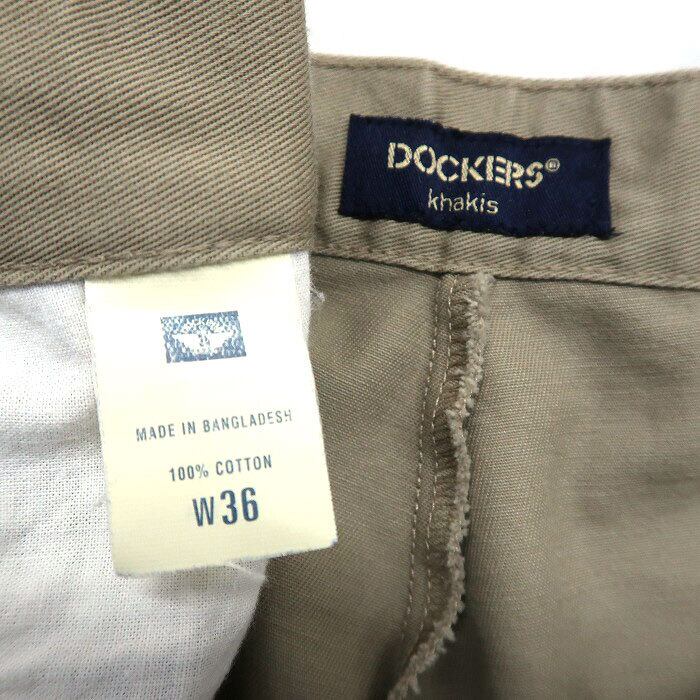 DOCKERS®
khakis
MADE IN BANGLADESH
100% COTTON
W36